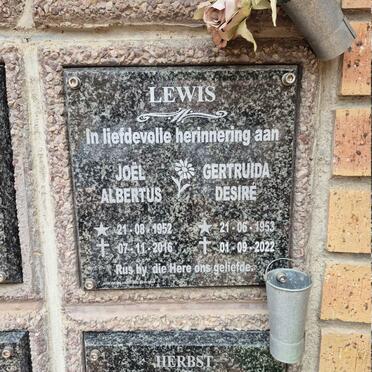 LEWIS
In liefdevolle herinnering aan
JOËL GERTRUIDA
ALBERTUS DESIRÉ
21-08-1952 21-06-1953
07-11-2016 01-09-2022
Rus by die Here ons geliefde.
HERBST